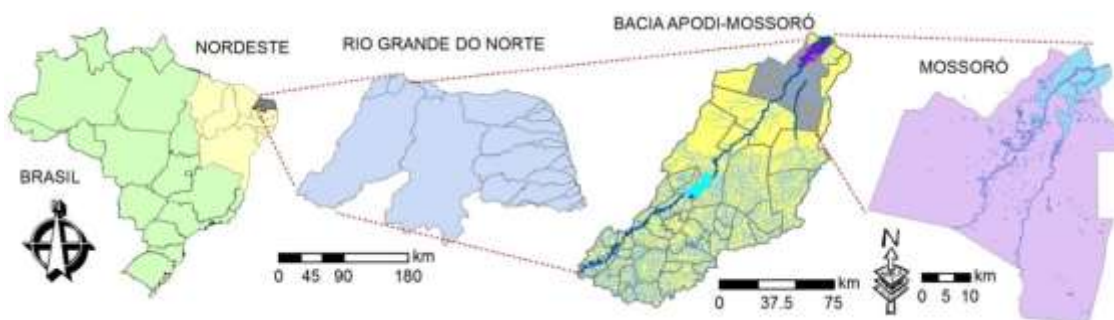 NORDESTE
BRASIL
RIO GRANDE DO NORTE
km
0 45 90 180
BACIA APODI-MOSSORÓ
km
0 37.5 75
MOSSORÓ
N
km
0 5 10